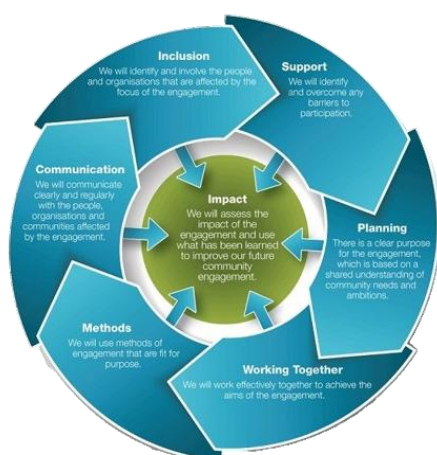 Inclusion
We will identify and involve the people
and organisations that are affected by the
focus of the engagement.
Support
We will identify
and overcome any
barriers to
participation.
Planning
There is a clear purpose
for the engagement,
which is based on a
shared understanding of
community needs and
ambitions.
Working Together
We will work effectively together to achieve the
aims of the engagement.
Methods
We will use methods of
engagement that are fit for
purpose.
Communication
We will communicate
clearly and regularly
with the people,
organisations and
communities affected
by the engagement.
Impact
We will assess
the impact
of the
engagement and use
what has been learned
to improve our future
community
engagement.